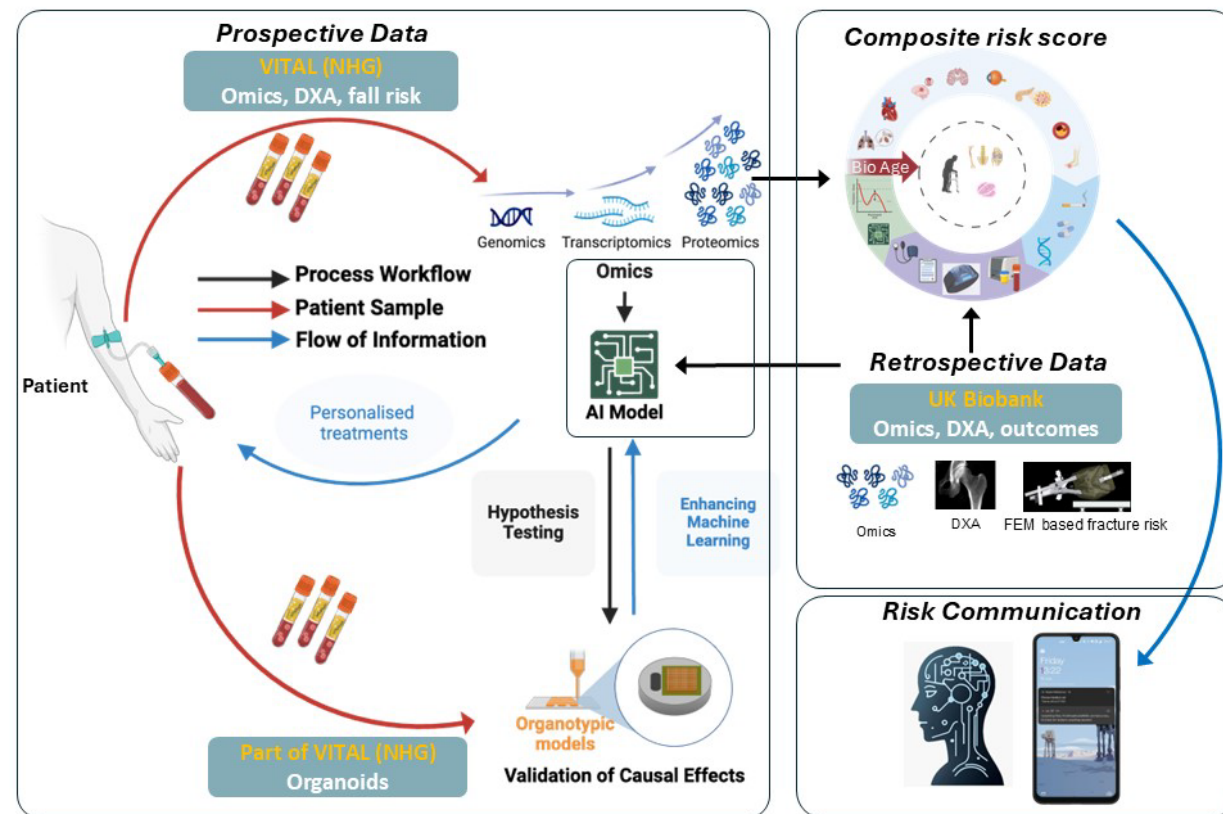 Prospective Data
VITAL (NHG)
Omics, DXA, fall risk
Genomics
Transcriptomics
Proteomics
Process Workflow
Patient Sample
Flow of Information
Patient
Personalised
treatments
Omics
AI Model
Hypothesis
Testing
Enhancing
Machine
Learning
Organotypic
models
Validation of Causal Effects
Part of VITAL (NHG)
Organoids
Composite risk score
Bio Age
Retrospective Data
UK Biobank
Omics, DXA, outcomes
Omics
DXA
FEM based fracture risk
Risk Communication
Friday